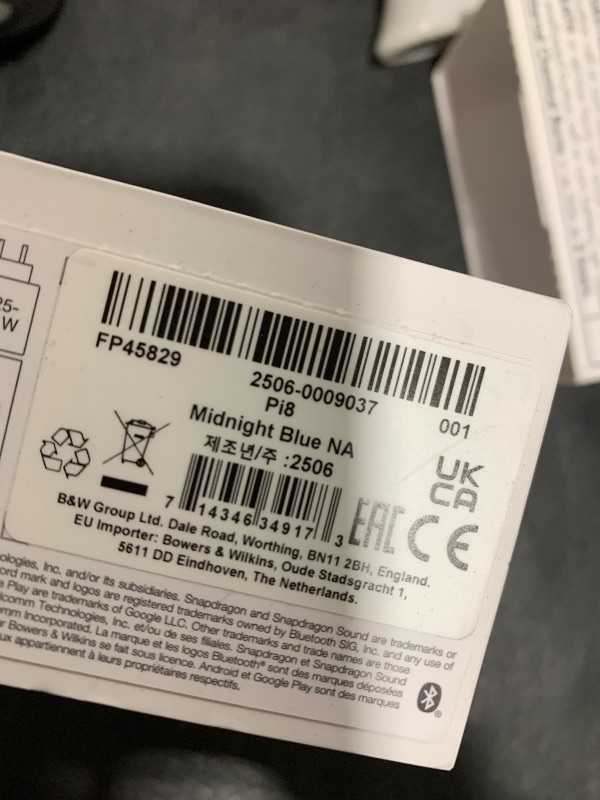 5-
W
FP45829
2506-0009037
001
Pi8
Midnight Blue NA
제조년/주 :2506
7 14346 34917 3
EAC CE
UK
CA
B&W Group Ltd. Dale Road, Worthing, BN11 2BH, England.
EU Importer: Bowers & Wilkins, Oude Stadsgracht 1,
5611 DD Eindhoven, The Netherlands.
ologies, Inc. and/or its subsidiaries. Snapdragon and Snapdragon Sound are trademarks or
ord mark and logos are registered trademarks owned by Bluetooth SIG, Inc. and any use of
e Play are trademarks of Google LLC. Other trademarks and trade names are those
lcomm Technologies, Inc. et/ou de ses filiales. Snapdragon et Snapdragon Sound
mm Incorporated. La marque et les logos Bluetooth® sont des marques déposées
r Bowers & Wilkins se fait sous licence. Android et Google Play sont des marques
ux appartiennent à leurs propriétaires respectifs.